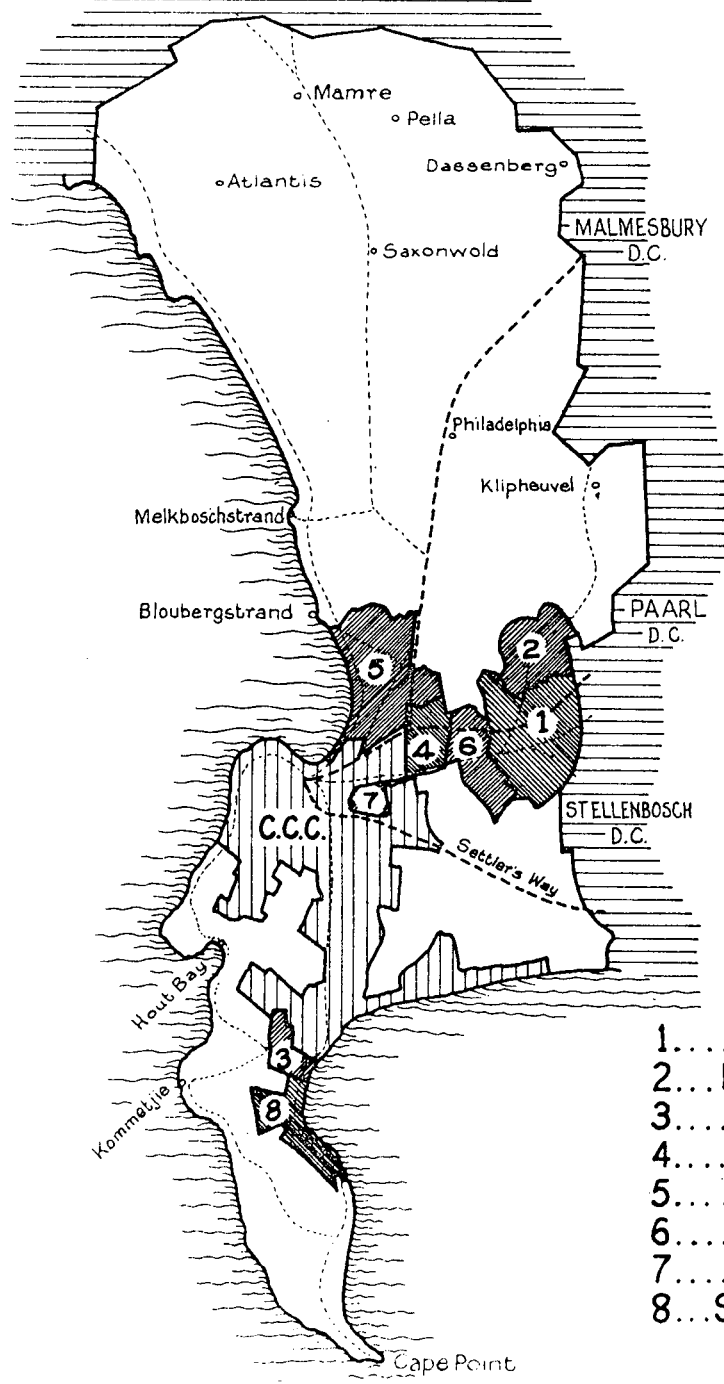 Mamre
Pella
Dassenberg
Atlantis
MALMESBURY
D.C.
Saxonwold
Philadelphia
Klipheuvel
Melkboschstrand
Bloubergstrand
PAARL
D.C.
2
5
1
4
6
7
STELLENBOSCH
D.C.
C.C.C.
Settler's Way
Hout Bay
3
Kommetjie
8
1....
2...
3....
4....
5....
6....
7....
8...S
Cape Point